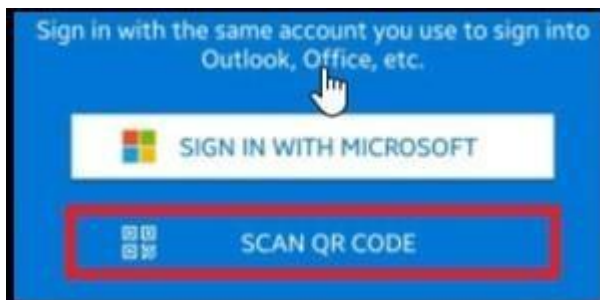 Sign in with the same account you use to sign into
Outlook, Office, etc.
SIGN IN WITH MICROSOFT
SCAN QR CODE